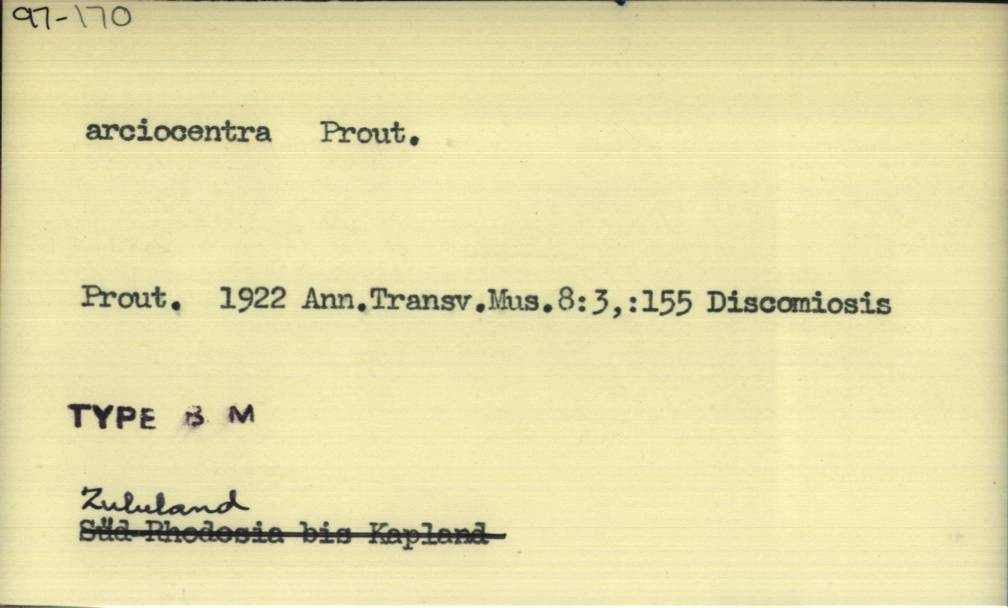 97-170
arciocentra Prout.
Prout. 1922 Ann.Transv.Mus.8:3,:155 Discomiosis
TYPE B M
Zululand
Süd-Rhodesia bis Kapland